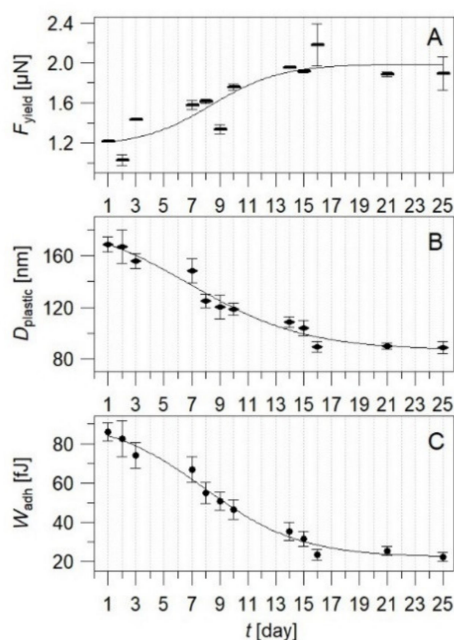 2.4
2.0
1.6
1.2
F yield [µN]
A
1 3 5 7 9 11 13 15 17 19 21 23 25
160
120
80
D plastic [nm]
B
1 3 5 7 9 11 13 15 17 19 21 23 25
80
60
40
20
W adh [fJ]
C
1 3 5 7 9 11 13 15 17 19 21 23 25
t [day]